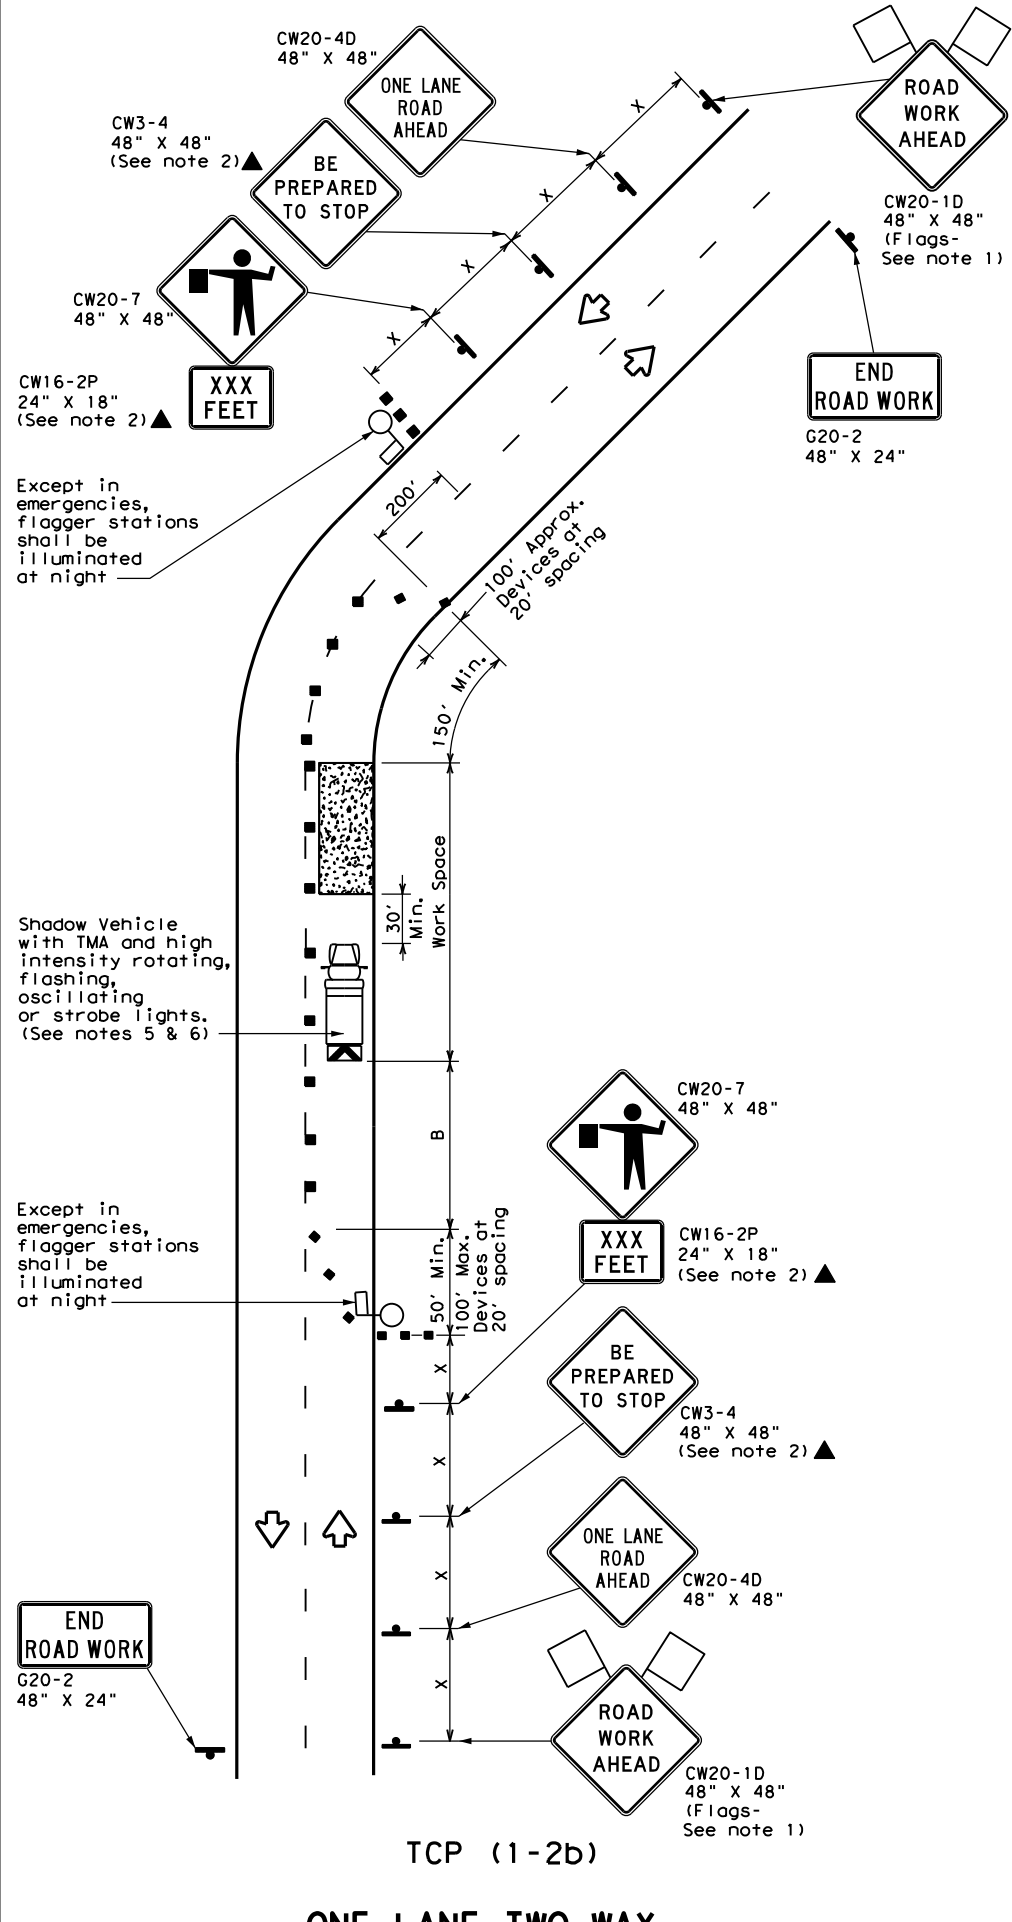 CW20-4D
48" X 48"
ONE LANE
ROAD
AHEAD
ROAD
WORK
AHEAD
CW20-1D
48" X 48"
(Flags-
See note 1)
CW3-4
48" X 48"
(See note 2)
BE
PREPARED
TO STOP
X
X
X
X
CW20-7
48" X 48"
CW16-2P
24" X 18"
(See note 2)
XXX
FEET
END
ROAD WORK
G20-2
48" X 24"
Except in
emergencies,
flagger stations
shall be
illuminated
at night
200'
100' Approx.
Devices at
20' spacing
150' Min.
Work Space
30'
Min.
Shadow Vehicle
with TMA and high
intensity rotating,
flashing,
oscillating
or strobe lights.
(See notes 5 & 6)
B
CW20-7
48" X 48"
XXX
FEET
CW16-2P
24" X 18"
(See note 2)
Except in
emergencies,
flagger stations
shall be
illuminated
at night
50' Min.
100' Max.
Devices at
20' spacing
X
BE
PREPARED
TO STOP
CW3-4
48" X 48"
(See note 2)
X
ONE LANE
ROAD
AHEAD
CW20-4D
48" X 48"
X
END
ROAD WORK
G20-2
48" X 24"
X
ROAD
WORK
AHEAD
CW20-1D
48" X 48"
(Flags-
See note 1)
TCP (1-2b)
ONE LANE TWO WAY